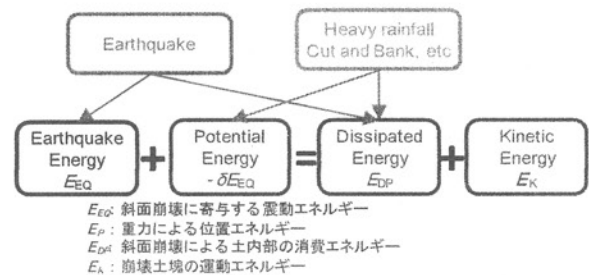 Earthquake
Heavy rainfall
Cut and Bank, etc
Earthquake
Energy
EEQ
+
Potential
Energy
- δEEQ
=
Dissipated
Energy
EDP
+
Kinetic
Energy
EK
EEQ: 斜面崩壊に寄与する震動エネルギー
EP: 重力による位置エネルギー
EDP: 斜面崩壊による土内部の消費エネルギー
Ek: 崩壊土塊の運動エネルギー